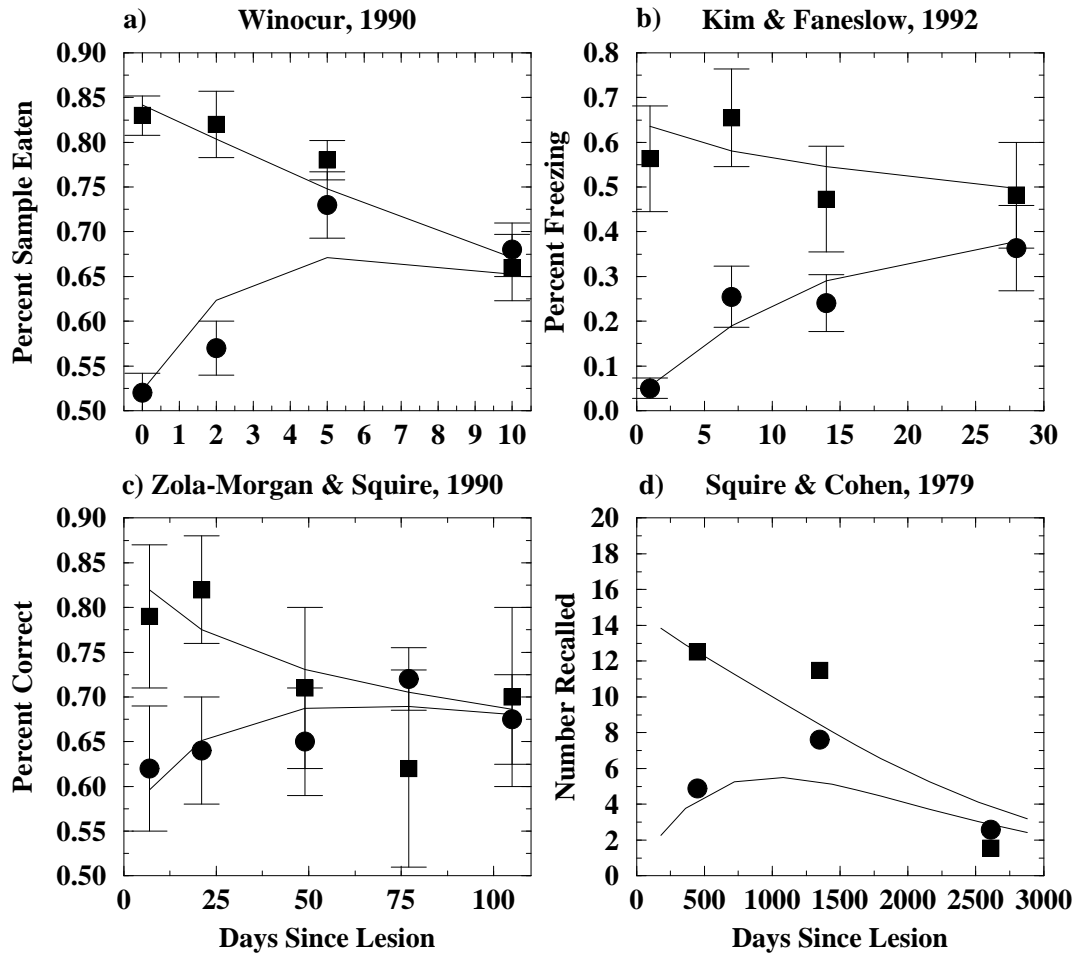 a) Winocur, 1990
Percent Sample Eaten
0.90
0.85
0.80
0.75
0.70
0.65
0.60
0.55
0.50
0 1 2 3 4 5 6 7 8 9 10
b) Kim & Faneslow, 1992
Percent Freezing
0.8
0.7
0.6
0.5
0.4
0.3
0.2
0.1
0.0
0 5 10 15 20 25 30
c) Zola-Morgan & Squire, 1990
Percent Correct
0.90
0.85
0.80
0.75
0.70
0.65
0.60
0.55
0.50
0 25 50 75 100
Days Since Lesion
d) Squire & Cohen, 1979
Number Recalled
20
18
16
14
12
10
8
6
4
2
0
0 500 1000 1500 2000 2500 3000
Days Since Lesion